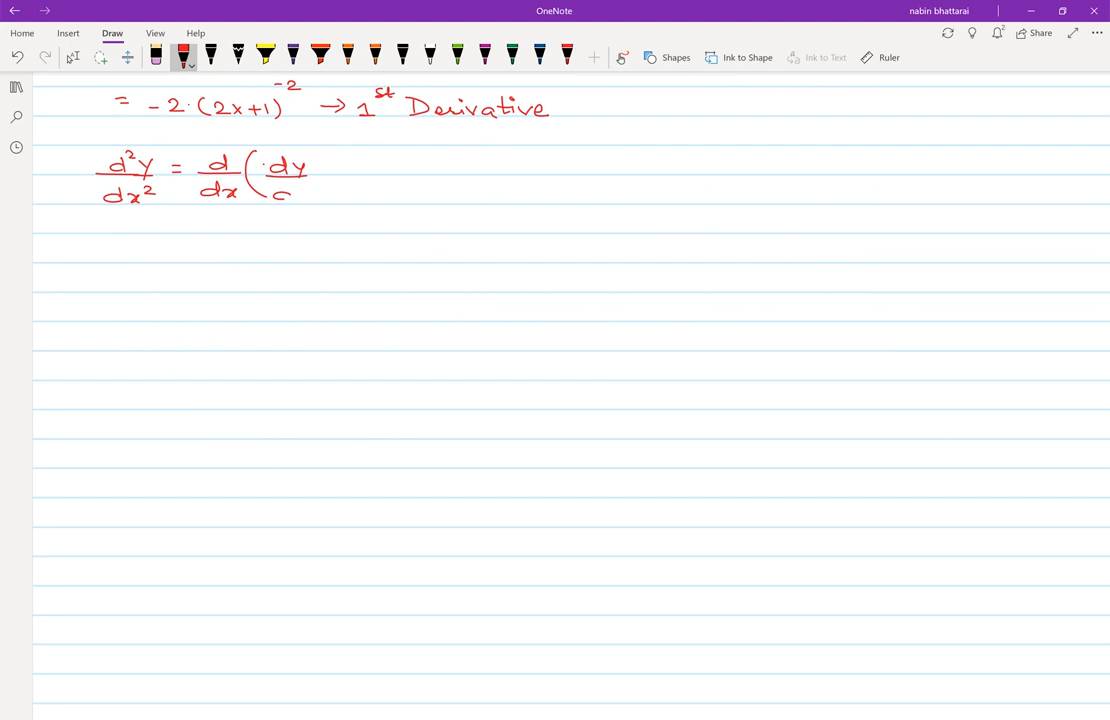 OneNote
nabin bhattarai
Home Insert Draw View Help
Share
Shapes Ink to Shape Ink to Text Ruler
= -2·(2x+1)⁻² → 1ˢᵗ Derivative
d²y/dx² = d/dx (dy/